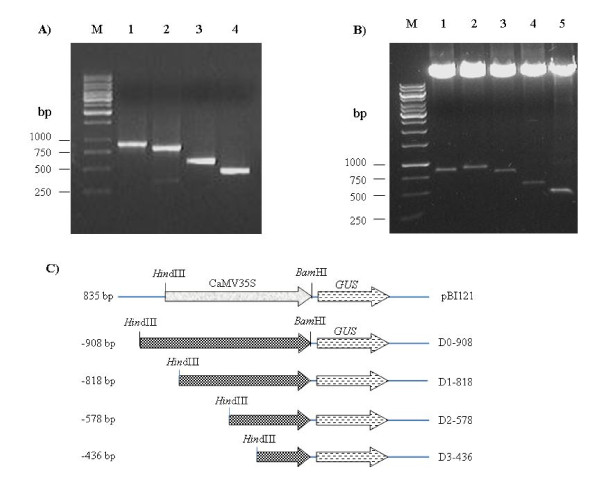 A)
M 1 2 3 4
bp
1000
750
500
250
B)
M 1 2 3 4 5
bp
1000
750
500
250
C)
HindIII BamHI
835 bp CaMV35S GUS pBI121
HindIII BamHI
-908 bp GUS D0-908
HindIII
-818 bp D1-818
HindIII
-578 bp D2-578
HindIII
-436 bp D3-436